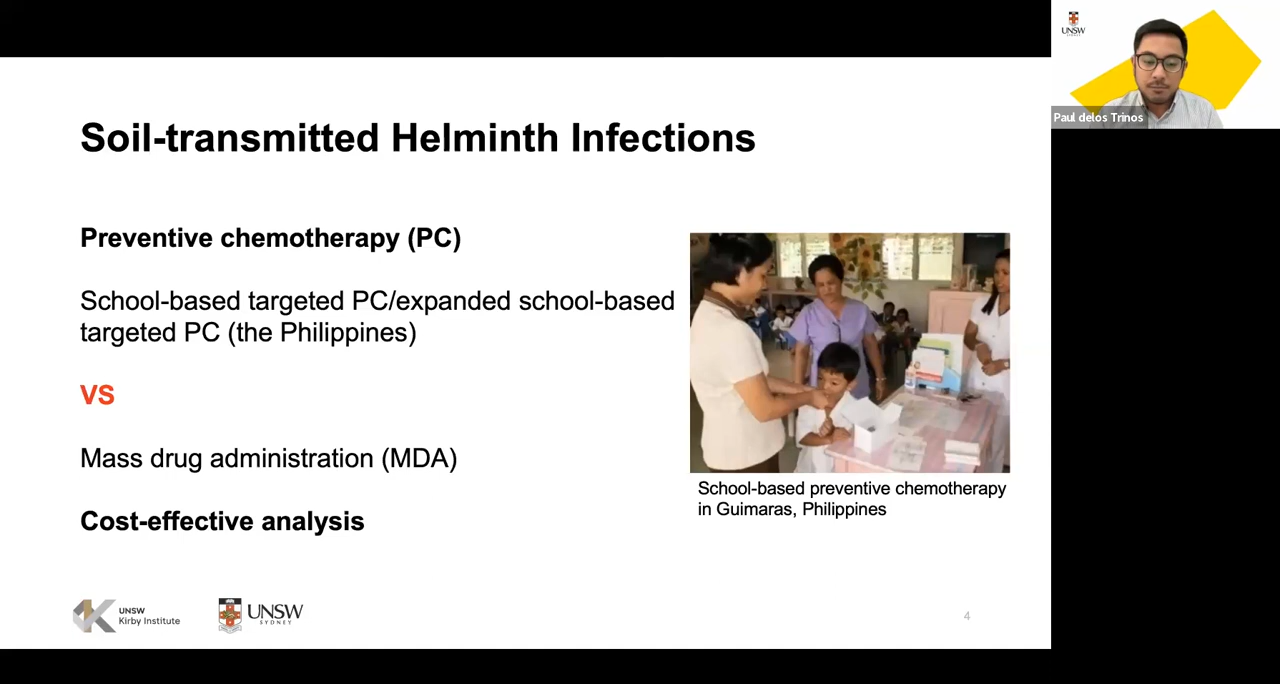 Soil-transmitted Helminth Infections
Preventive chemotherapy (PC)
School-based targeted PC/expanded school-based
targeted PC (the Philippines)
VS
Mass drug administration (MDA)
Cost-effective analysis
School-based preventive chemotherapy
in Guimaras, Philippines
UNSW
Kirby Institute
UNSW
SYDNEY
4
UNSW
SYDNEY
Paul delos Trinos